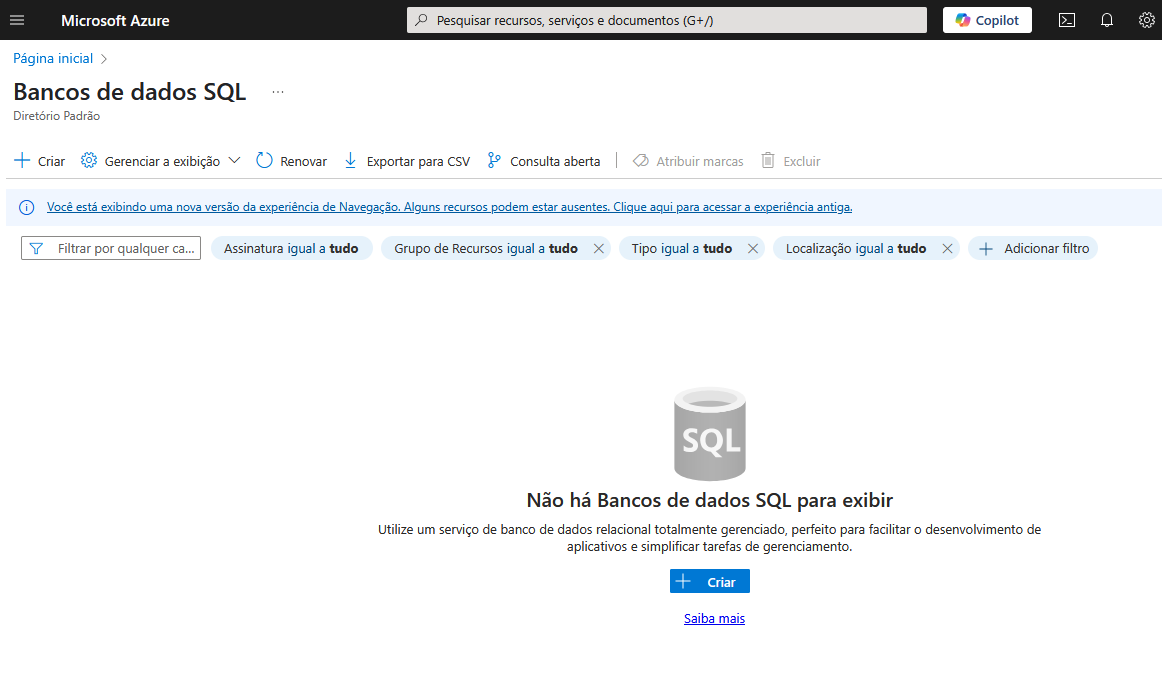 Microsoft Azure
Pesquisar recursos, serviços e documentos (G+/)
Copilot
Página inicial
Bancos de dados SQL ...
Diretório Padrão
Criar Gerenciar a exibição Renovar Exportar para CSV Consulta aberta Atribuir marcas Excluir
Você está exibindo uma nova versão da experiência de Navegação. Alguns recursos podem estar ausentes. Clique aqui para acessar a experiência antiga.
Filtrar por qualquer ca... Assinatura igual a tudo Grupo de Recursos igual a tudo Tipo igual a tudo Localização igual a tudo Adicionar filtro
SQL
Não há Bancos de dados SQL para exibir
Utilize um serviço de banco de dados relacional totalmente gerenciado, perfeito para facilitar o desenvolvimento de
aplicativos e simplificar tarefas de gerenciamento.
Criar
Saiba mais